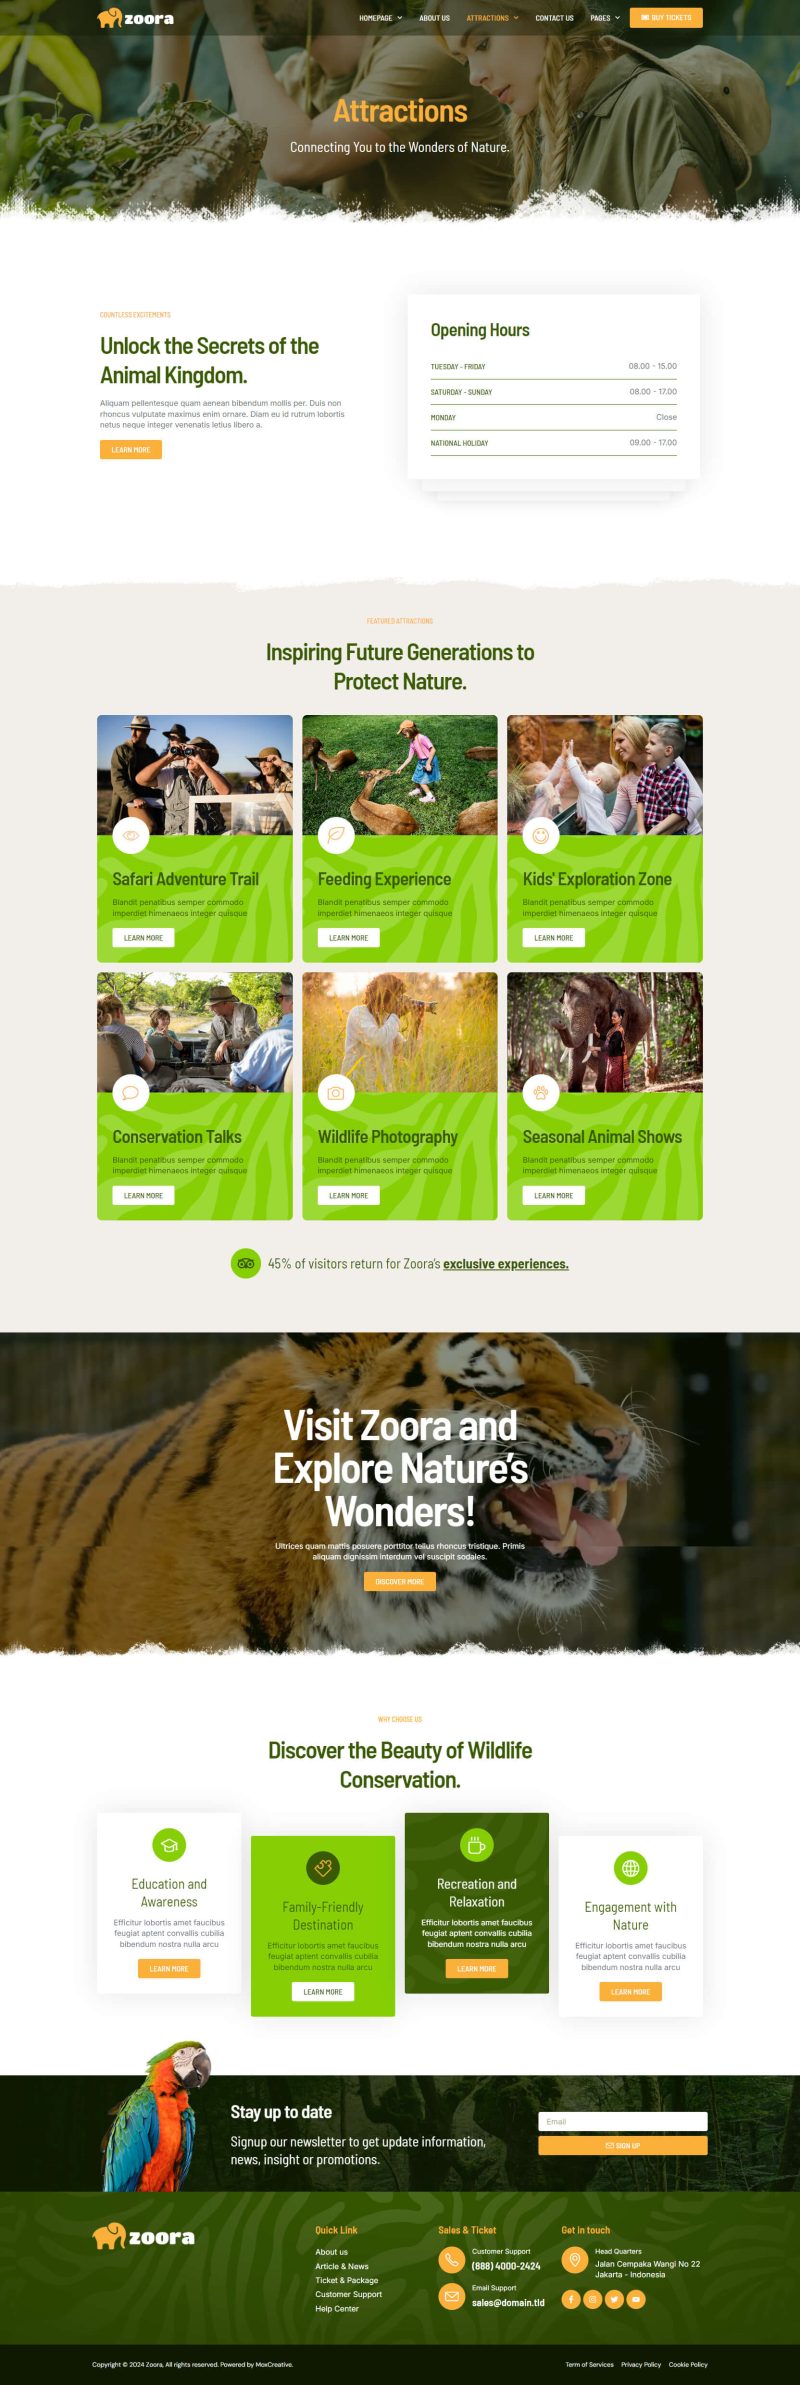 zoora
HOMEPAGE
ABOUT US
ATTRACTIONS
CONTACT US
PAGES
BUY TICKETS
Attractions
Connecting You to the Wonders of Nature.
COUNTLESS EXCITEMENTS
Unlock the Secrets of the
Animal Kingdom.
Aliquam pellentesque quam aenean bibendum mollis per. Duis non
rhoncus vulputate maximus enim ornare. Diam eu id rutrum lobortis
netus neque integer venenatis letius libero a.
LEARN MORE
Opening Hours
TUESDAY - FRIDAY 08.00 - 15.00
SATURDAY - SUNDAY 08.00 - 17.00
MONDAY Close
NATIONAL HOLIDAY 09.00 - 17.00
FEATURED ATTRACTIONS
Inspiring Future Generations to
Protect Nature.
Safari Adventure Trail
Blandit penatibus semper commodo
imperdiet himenaeos integer quisque
LEARN MORE
Feeding Experience
Blandit penatibus semper commodo
imperdiet himenaeos integer quisque
LEARN MORE
Kids' Exploration Zone
Blandit penatibus semper commodo
imperdiet himenaeos integer quisque
LEARN MORE
Conservation Talks
Blandit penatibus semper commodo
imperdiet himenaeos integer quisque
LEARN MORE
Wildlife Photography
Blandit penatibus semper commodo
imperdiet himenaeos integer quisque
LEARN MORE
Seasonal Animal Shows
Blandit penatibus semper commodo
imperdiet himenaeos integer quisque
LEARN MORE
45% of visitors return for Zoora's exclusive experiences.
Visit Zoora and
Explore Nature's
Wonders!
Ultrices quam mattis posuere porttitor tellus rhoncus tristique. Primis
aliquam dignissim interdum vel suscipit sodales.
DISCOVER MORE
WHY CHOOSE US
Discover the Beauty of Wildlife
Conservation.
Education and
Awareness
Efficitur lobortis amet faucibus
feugiat aptent convallis cubilia
bibendum nostra nulla arcu
LEARN MORE
Family-Friendly
Destination
Efficitur lobortis amet faucibus
feugiat aptent convallis cubilia
bibendum nostra nulla arcu
LEARN MORE
Recreation and
Relaxation
Efficitur lobortis amet faucibus
feugiat aptent convallis cubilia
bibendum nostra nulla arcu
LEARN MORE
Engagement with
Nature
Efficitur lobortis amet faucibus
feugiat aptent convallis cubilia
bibendum nostra nulla arcu
LEARN MORE
Stay up to date
Signup our newsletter to get update information,
news, insight or promotions.
Email
SIGN UP
zoora
Quick Link
About us
Article & News
Ticket & Package
Customer Support
Help Center
Sales & Ticket
Customer Support
(888) 4000-2424
Email Support
sales@domain.tld
Get in touch
Head Quarters
Jalan Cempaka Wangi No 22
Jakarta - Indonesia
Copyright © 2024 Zoora, All rights reserved. Powered by MoxCreative.
Term of Services
Privacy Policy
Cookie Policy